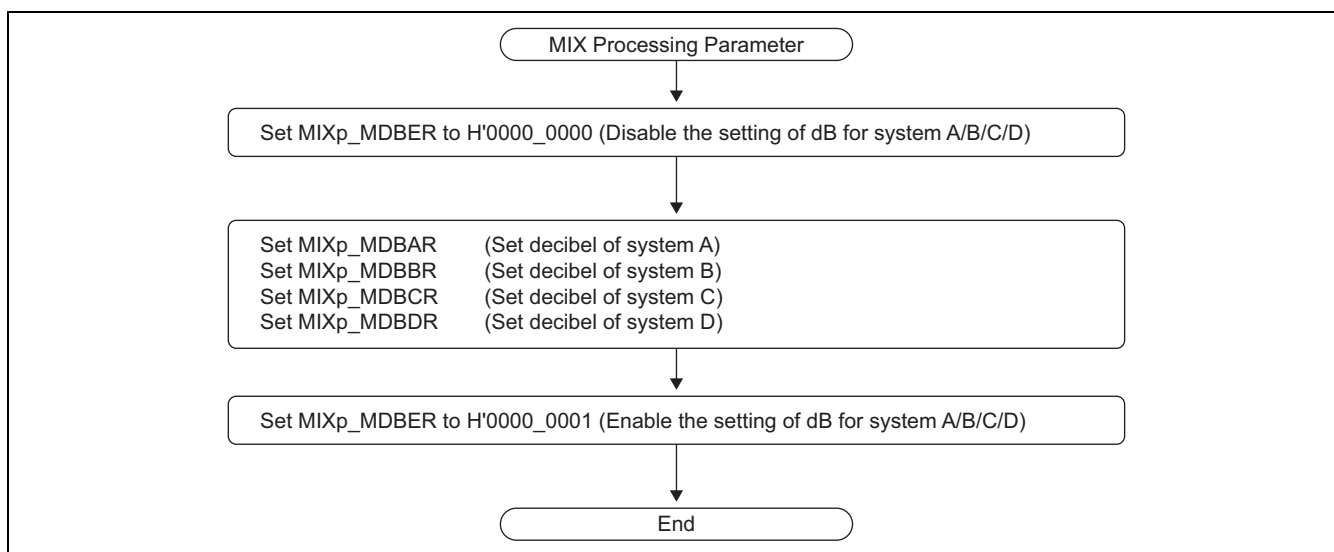 MIX Processing Parameter
Set MIXp_MDBER to H'0000_0000 (Disable the setting of dB for system A/B/C/D)
Set MIXp_MDBAR (Set decibel of system A)
Set MIXp_MDBBR (Set decibel of system B)
Set MIXp_MDBCR (Set decibel of system C)
Set MIXp_MDBDR (Set decibel of system D)
Set MIXp_MDBER to H'0000_0001 (Enable the setting of dB for system A/B/C/D)
End